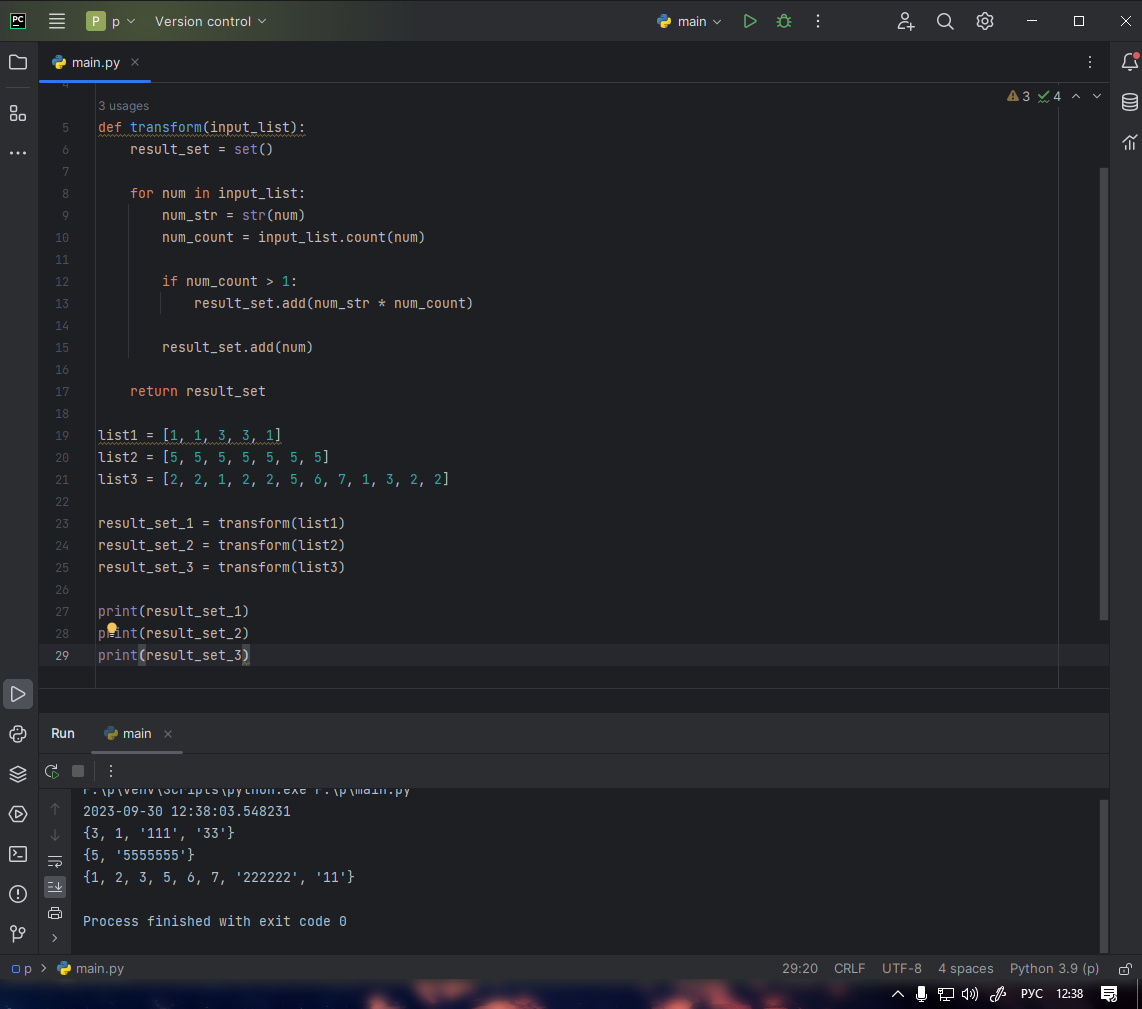 PC
P p Version control main
main.py
3 4
4
3 usages
5 def transform(input_list):
6 result_set = set()
7
8 for num in input_list:
9 num_str = str(num)
10 num_count = input_list.count(num)
11
12 if num_count > 1:
13 result_set.add(num_str * num_count)
14
15 result_set.add(num)
16
17 return result_set
18
19 list1 = [1, 1, 3, 3, 1]
20 list2 = [5, 5, 5, 5, 5, 5, 5]
21 list3 = [2, 2, 1, 2, 2, 5, 6, 7, 1, 3, 2, 2]
22
23 result_set_1 = transform(list1)
24 result_set_2 = transform(list2)
25 result_set_3 = transform(list3)
26
27 print(result_set_1)
28 print(result_set_2)
29 print(result_set_3)
Run main
:\p\venv\Scripts\python.exe :\p\main.py
2023-09-30 12:38:03.548231
{3, 1, '111', '33'}
{5, '5555555'}
{1, 2, 3, 5, 6, 7, '222222', '11'}
Process finished with exit code 0
p main.py 29:20 CRLF UTF-8 4 spaces Python 3.9 (p)
РУС 12:38